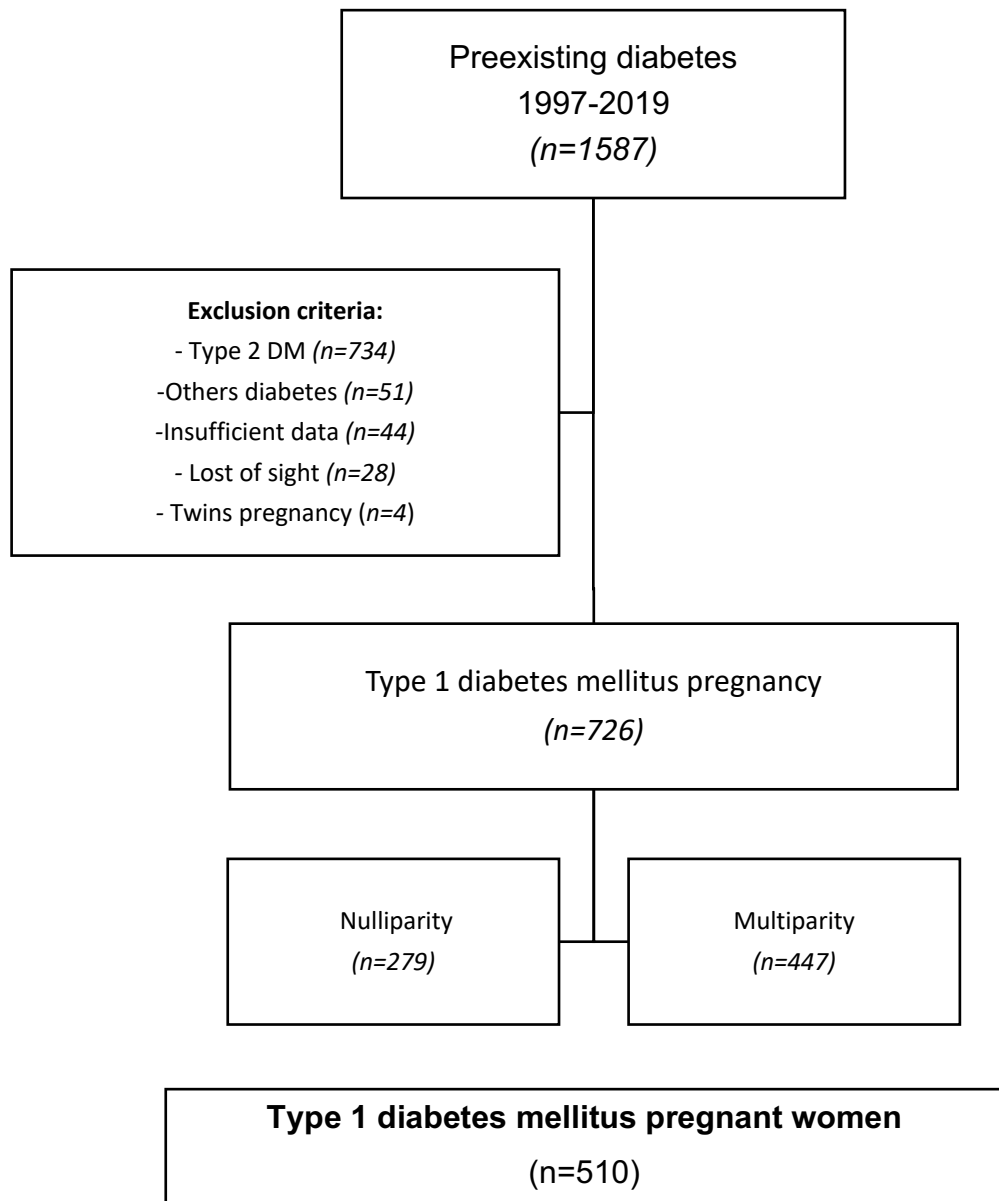 Preexisting diabetes
1997-2019
(n=1587)
Exclusion criteria:
- Type 2 DM (n=734)
-Others diabetes (n=51)
-Insufficient data (n=44)
- Lost of sight (n=28)
- Twins pregnancy (n=4)
Type 1 diabetes mellitus pregnancy
(n=726)
Nulliparity
(n=279)
Multiparity
(n=447)
Type 1 diabetes mellitus pregnant women
(n=510)